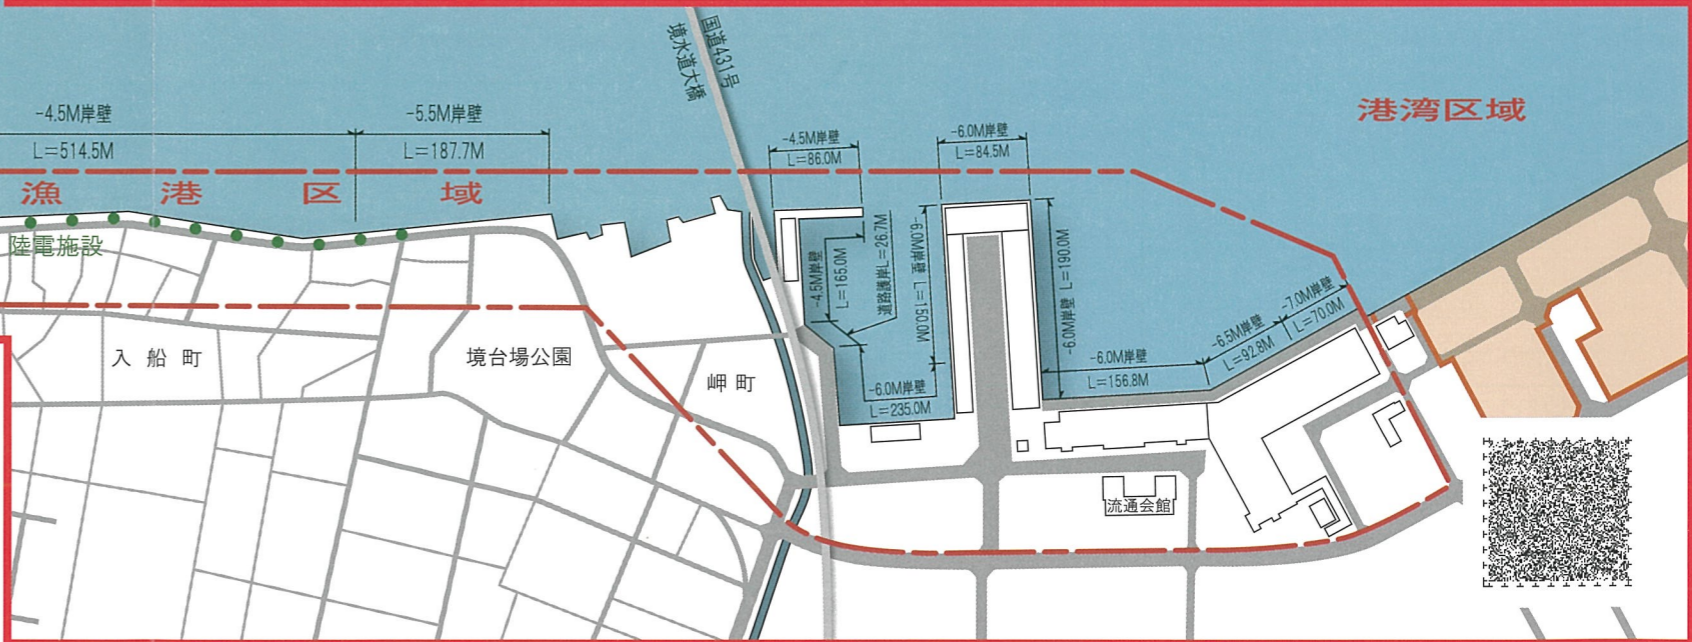 国道431号
境水道大橋
-4.5M岸壁
L=514.5M
-5.5M岸壁
L=187.7M
-4.5M岸壁
L=86.0M
-6.0M岸壁
L=84.5M
港湾区域
漁港区域
陸電施設
-4.5M岸壁
L=165.0M
道路護岸L=26.7M
-6.0M岸壁 L=150.0M
-6.0M岸壁 L=190.0M
-7.0M岸壁
L=70.0M
-6.5M岸壁
L=92.8M
-6.0M岸壁
L=156.8M
-6.0M岸壁
L=235.0M
入船町
境台場公園
岬町
流通会館